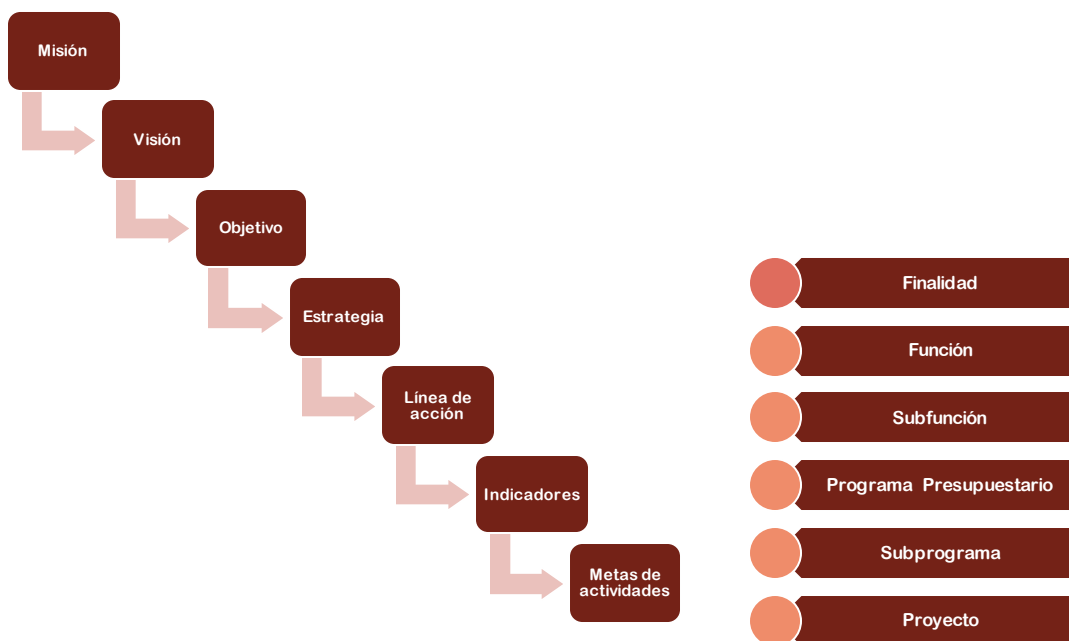 Misión
Visión
Objetivo
Estrategia
Línea de
acción
Indicadores
Metas de
actividades
Finalidad
Función
Subfunción
Programa Presupuestario
Subprograma
Proyecto